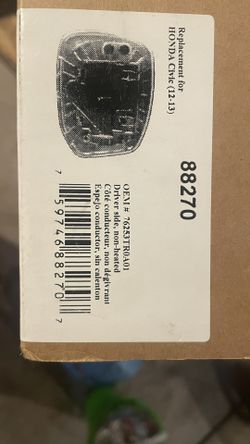 Replacement for
HONDA Civic (12-13)
88270
OEM # 76253TR0A01
Driver side, non-heated
Côté conducteur, non dégivrant
Espejo conductor, sin calenton
7 59746 88270 7